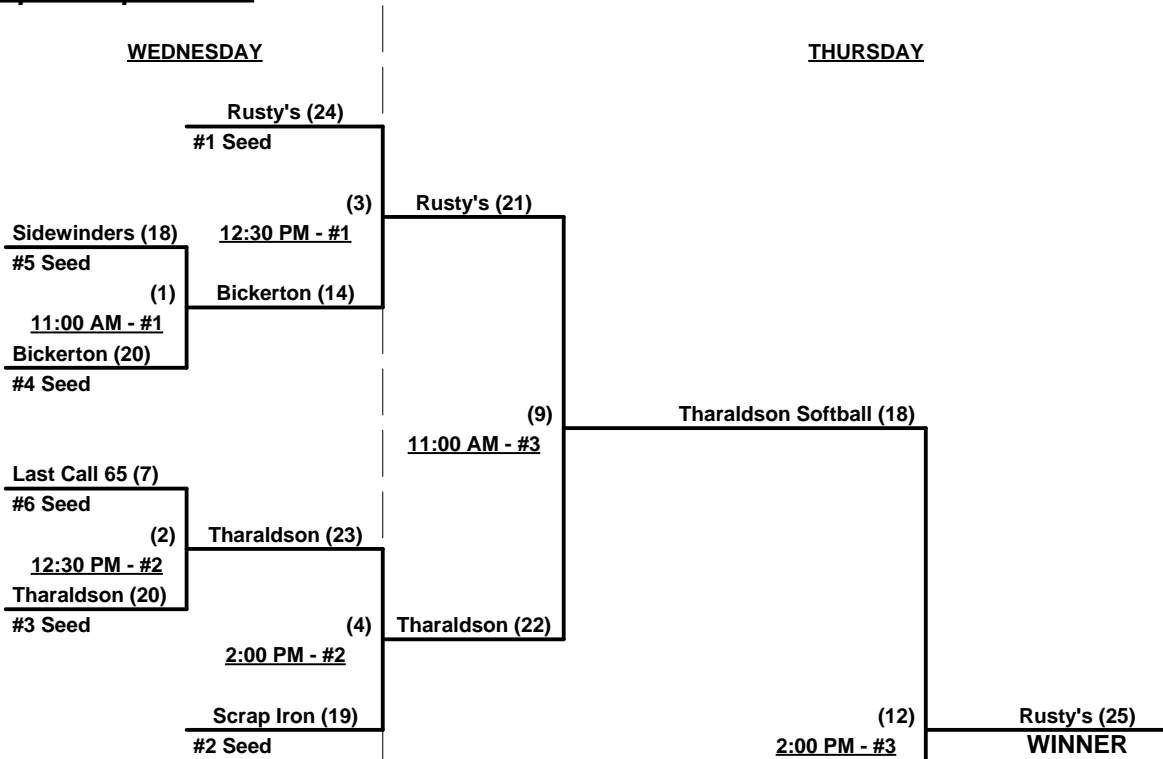 WEDNESDAY
THURSDAY
Rusty's (24)
#1 Seed
(3)
Rusty's (21)
12:30 PM - #1
Sidewinders (18)
#5 Seed
(1)
Bickerton (14)
11:00 AM - #1
Bickerton (20)
#4 Seed
(9)
Tharaldson Softball (18)
11:00 AM - #3
Last Call 65 (7)
#6 Seed
(2)
Tharaldson (23)
12:30 PM - #2
Tharaldson (20)
#3 Seed
(4)
Tharaldson (22)
2:00 PM - #2
Scrap Iron (19)
#2 Seed
(12)
Rusty's (25)
2:00 PM - #3
WINNER